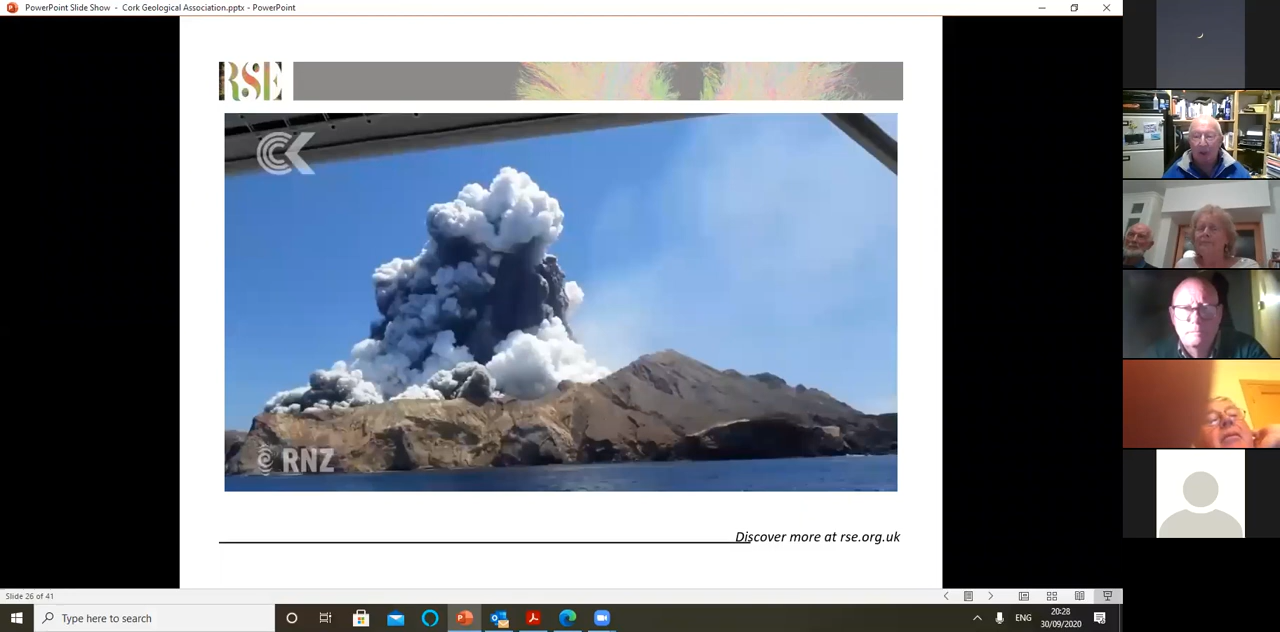 PowerPoint Slide Show - Cork Geological Association.pptx - PowerPoint
RSE
RNZ
Discover more at rse.org.uk
Slide 26 of 41
Type here to search
ENG
20:28
30/09/2020